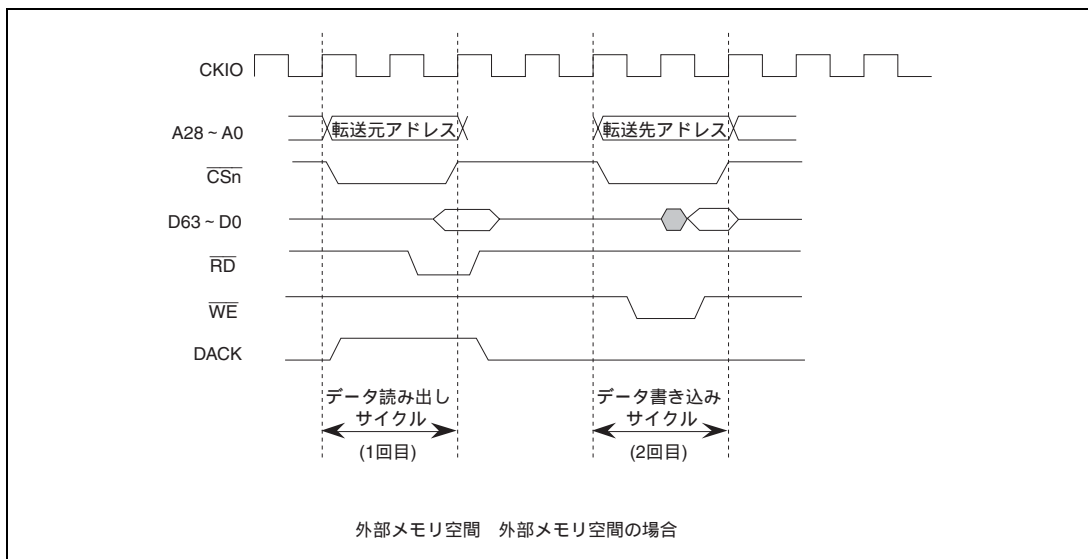 CKIO
A28~A0
転送元アドレス
転送先アドレス
CSn
D63~D0
RD
WE
DACK
データ読み出し
サイクル
(1回目)
データ書き込み
サイクル
(2回目)
外部メモリ空間 外部メモリ空間の場合